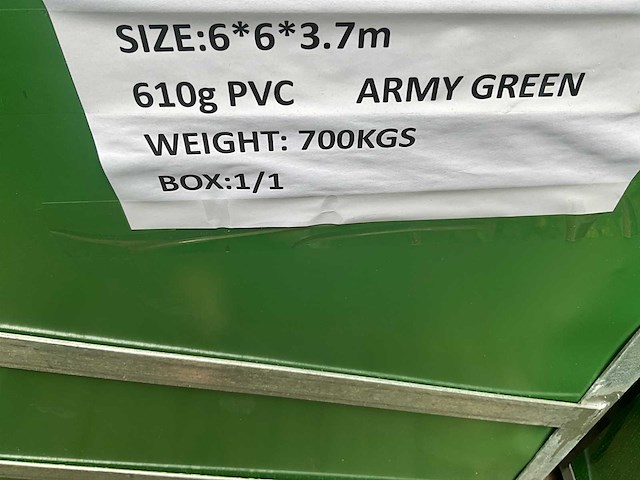 SIZE:6*6*3.7m
610g PVC ARMY GREEN
WEIGHT: 700KGS
BOX:1/1